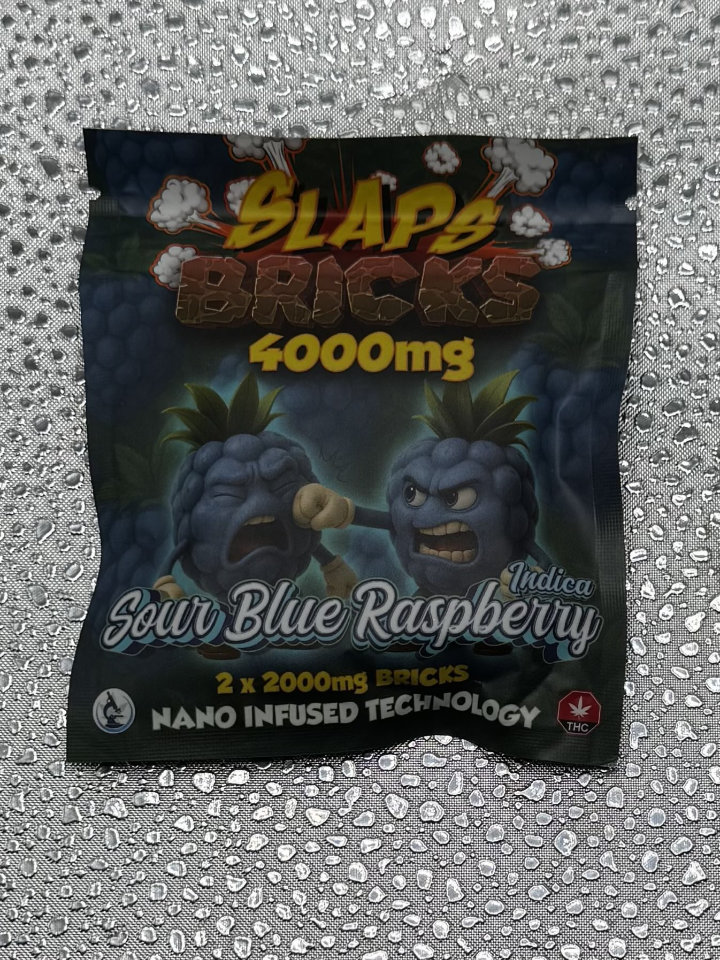 SLAPS
BRICKS
4000mg
Indica
Sour Blue Raspberry
2 x 2000mg BRICKS
NANO INFUSED TECHNOLOGY
THC